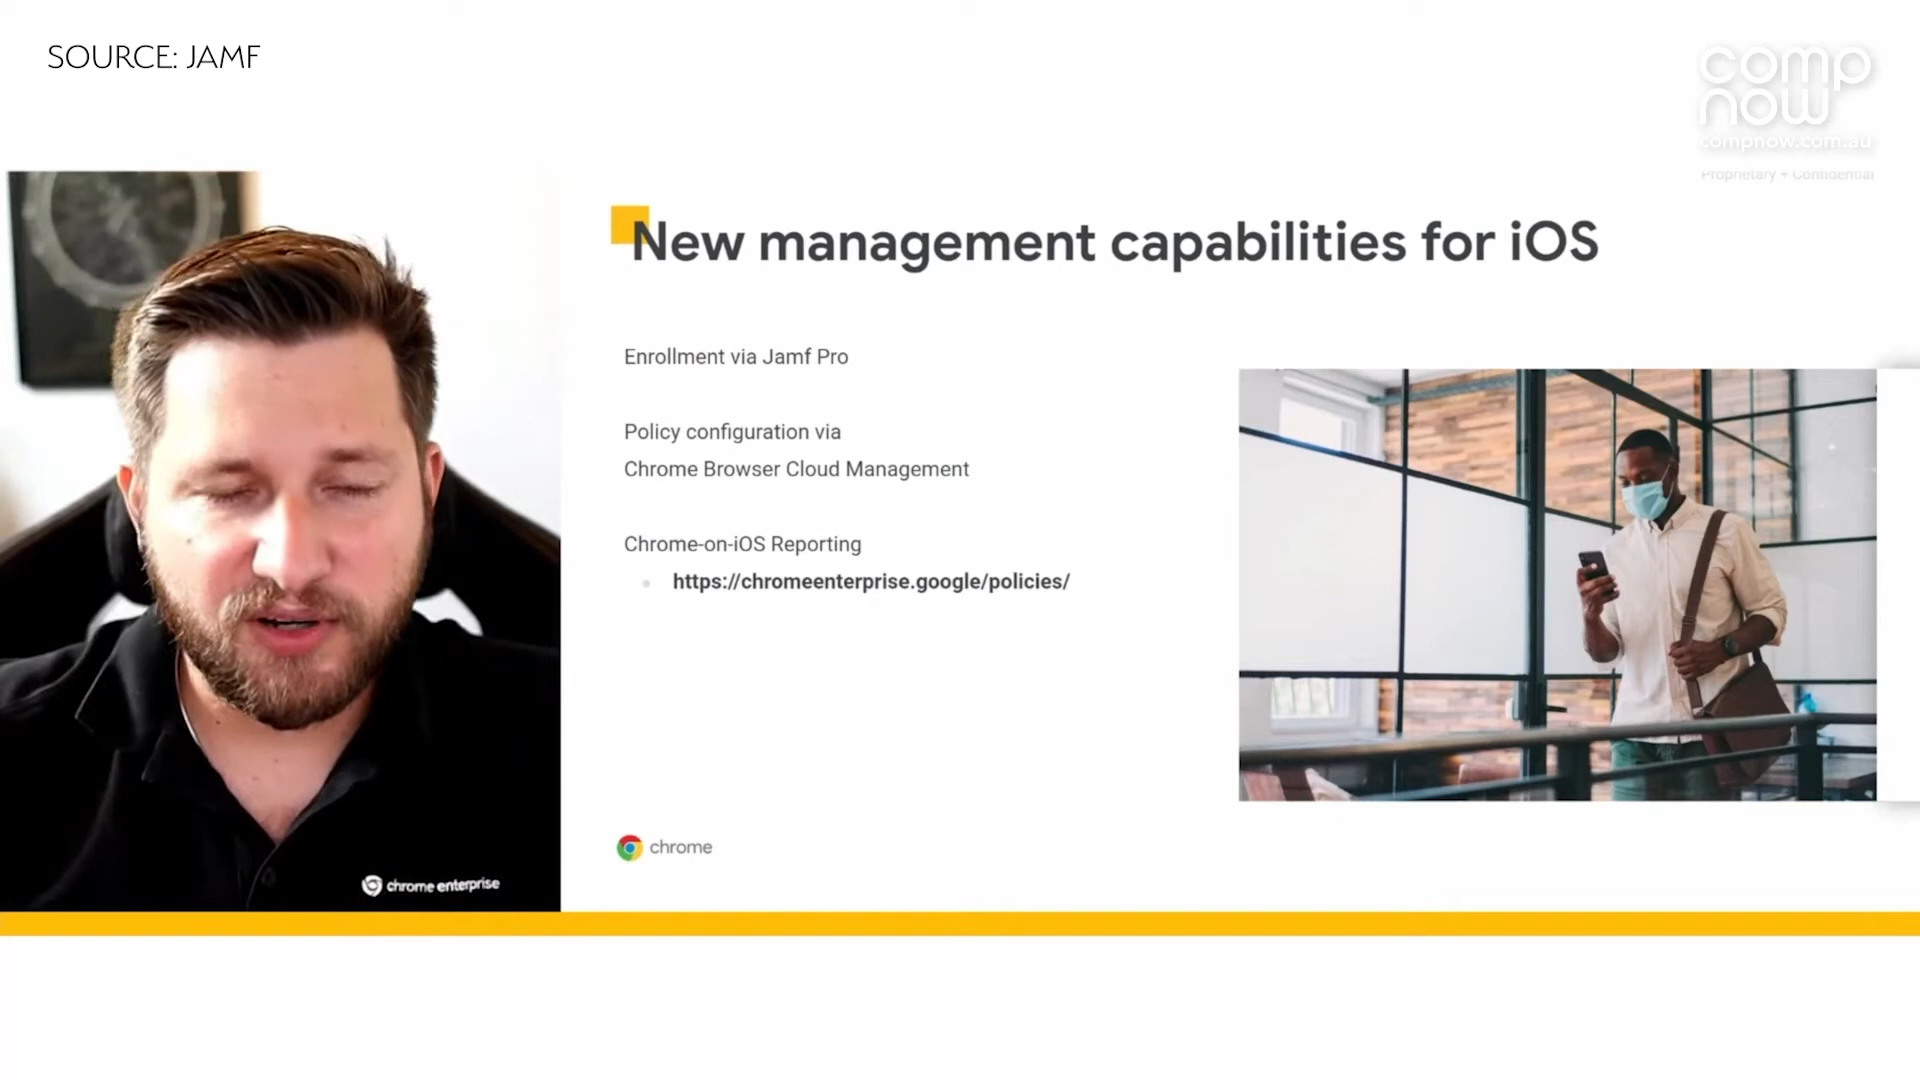 SOURCE: JAMF
comp
now
compnow.com.au
Proprietary + Confidential
New management capabilities for iOS
Enrollment via Jamf Pro
Policy configuration via
Chrome Browser Cloud Management
Chrome-on-iOS Reporting
https://chromeenterprise.google/policies/
chrome
chrome enterprise